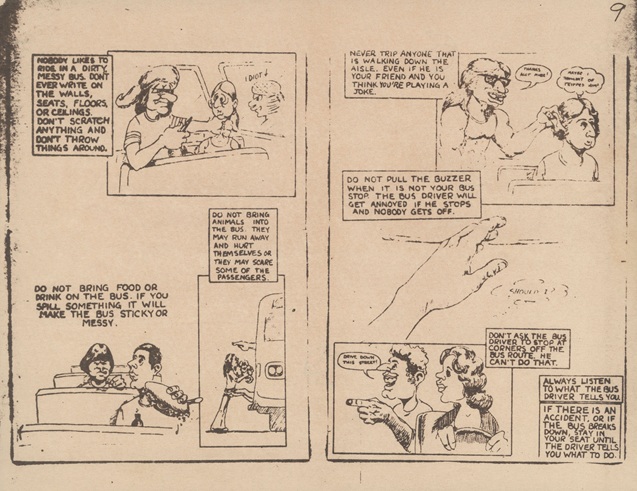 9
NOBODY LIKES TO
RIDE IN A DIRTY,
MESSY BUS. DON'T
EVER WRITE ON
THE WALLS,
SEATS, FLOORS,
OR CEILINGS.
DON'T SCRATCH
ANYTHING AND
DON'T THROW
THINGS AROUND.
IDIOT!
DO NOT BRING
ANIMALS INTO
THE BUS. THEY
MAY RUN AWAY
AND HURT
THEMSELVES OR
THEY MAY SCARE
SOME OF THE
PASSENGERS.
DO NOT BRING FOOD OR
DRINK ON THE BUS. IF YOU
SPILL SOMETHING IT WILL
MAKE THE BUS STICKY OR
MESSY.
NEVER TRIP ANYONE THAT
IS WALKING DOWN THE
AISLE, EVEN IF HE IS
YOUR FRIEND AND YOU
THINK YOU'RE PLAYING A
JOKE.
DO NOT PULL THE BUZZER
WHEN IT IS NOT YOUR BUS
STOP. THE BUS DRIVER WILL
GET ANNOYED IF HE STOPS
AND NOBODY GETS OFF.
SHOULD I?
DON'T ASK THE BUS
DRIVER TO STOP AT
CORNERS OFF THE
BUS ROUTE. HE
CAN'T DO THAT.
DRIVE DOWN
THIS STREET!
ALWAYS LISTEN
TO WHAT THE BUS
DRIVER TELLS YOU.
IF THERE IS AN
ACCIDENT, OR IF
THE BUS BREAKS
DOWN, STAY IN
YOUR SEAT UNTIL
THE DRIVER TELLS
YOU WHAT TO DO.